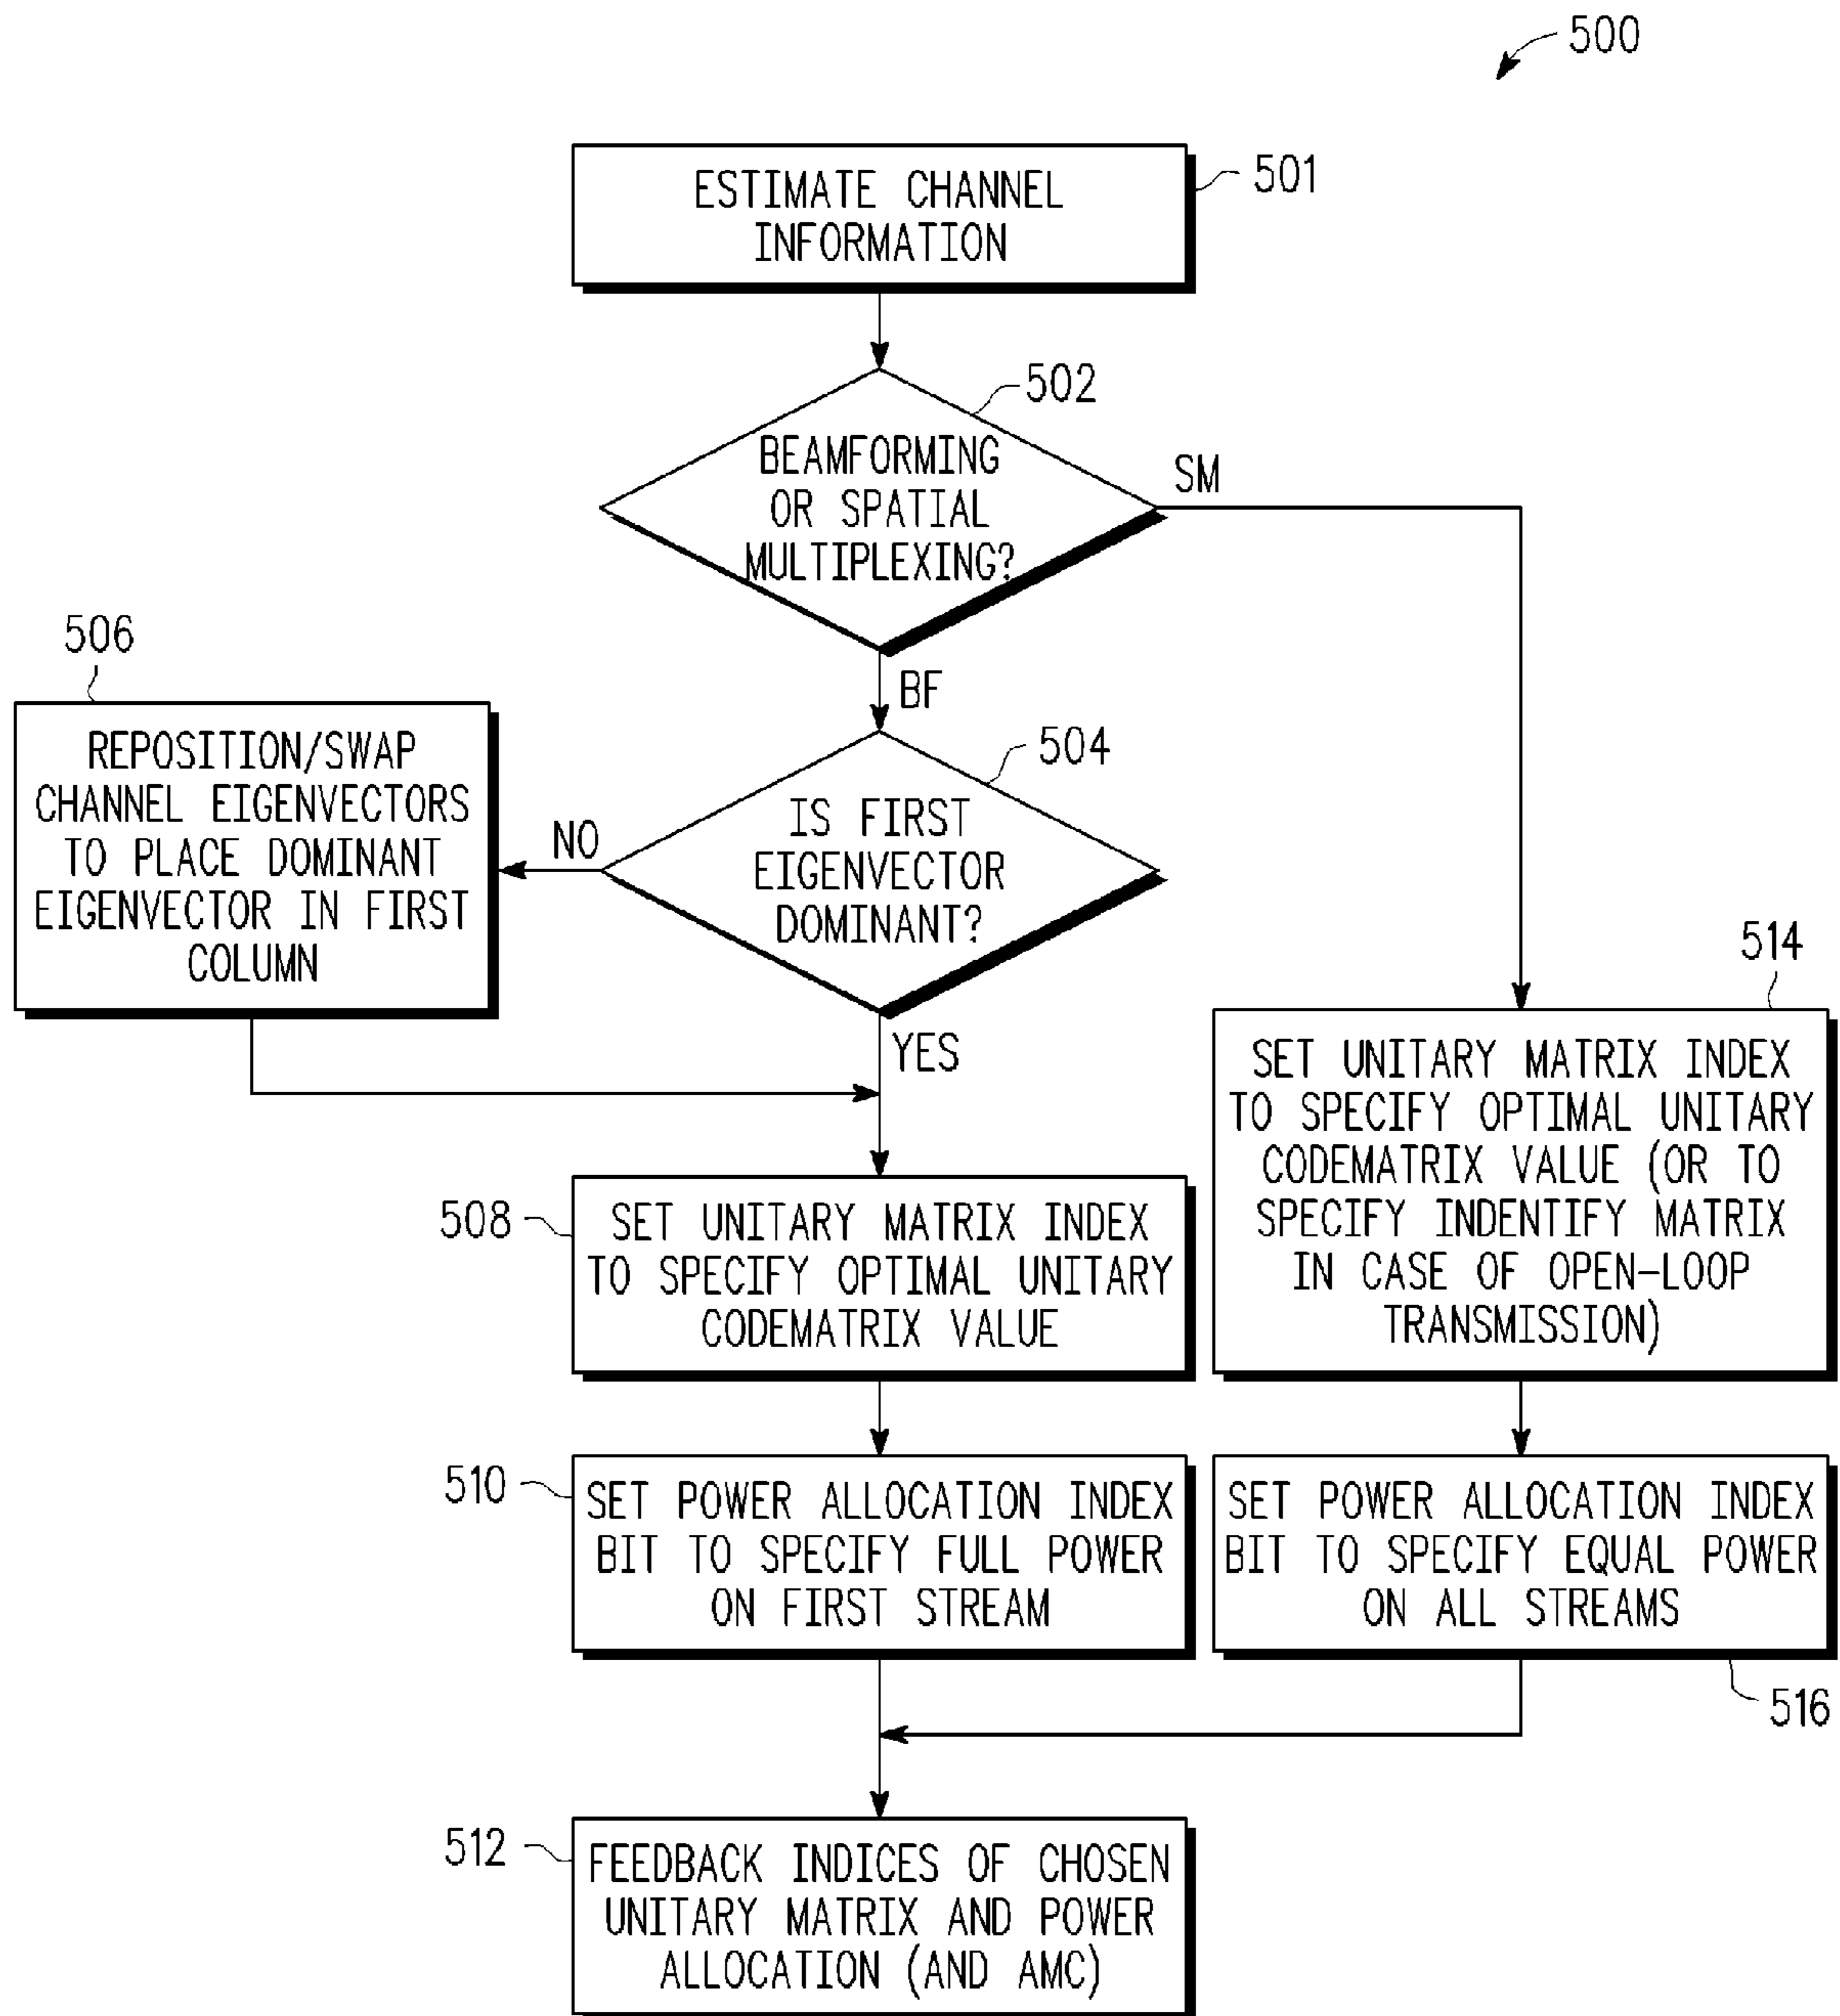 500
ESTIMATE CHANNEL
INFORMATION
501
502
BEAMFORMING
OR SPATIAL
MULTIPLEXING?
SM
BF
506
REPOSITION/SWAP
CHANNEL EIGENVECTORS
TO PLACE DOMINANT
EIGENVECTOR IN FIRST
COLUMN
504
IS FIRST
EIGENVECTOR
DOMINANT?
NO
YES
514
SET UNITARY MATRIX INDEX
TO SPECIFY OPTIMAL UNITARY
CODEMATRIX VALUE (OR TO
SPECIFY INDENTIFY MATRIX
IN CASE OF OPEN-LOOP
TRANSMISSION)
508
SET UNITARY MATRIX INDEX
TO SPECIFY OPTIMAL UNITARY
CODEMATRIX VALUE
510
SET POWER ALLOCATION INDEX
BIT TO SPECIFY FULL POWER
ON FIRST STREAM
SET POWER ALLOCATION INDEX
BIT TO SPECIFY EQUAL POWER
ON ALL STREAMS
516
512
FEEDBACK INDICES OF CHOSEN
UNITARY MATRIX AND POWER
ALLOCATION (AND AMC)